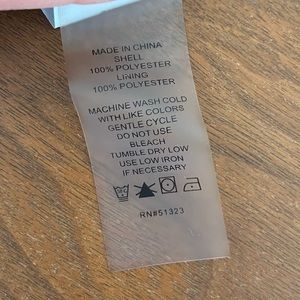 MADE IN CHINA
SHELL
100% POLYESTER
LINING
100% POLYESTER
MACHINE WASH COLD
WITH LIKE COLORS
GENTLE CYCLE
DO NOT USE
BLEACH
TUMBLE DRY LOW
USE LOW IRON
IF NECESSARY
RN#51323